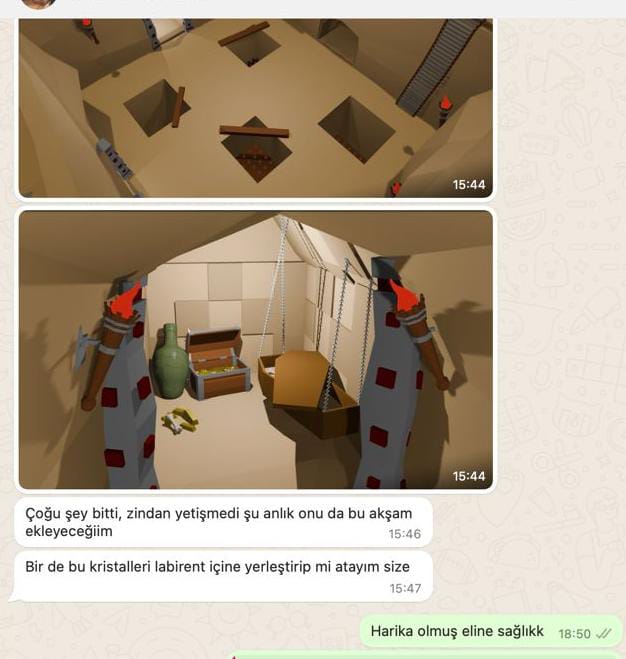 15:44
15:44
Çoğu şey bitti, zindan yetişmedi şu anlık onu da bu akşam
ekleyeceğiim
15:46
Bir de bu kristalleri labirent içine yerleştirip mi atayım size
15:47
Harika olmuş eline sağlıkk 18:50